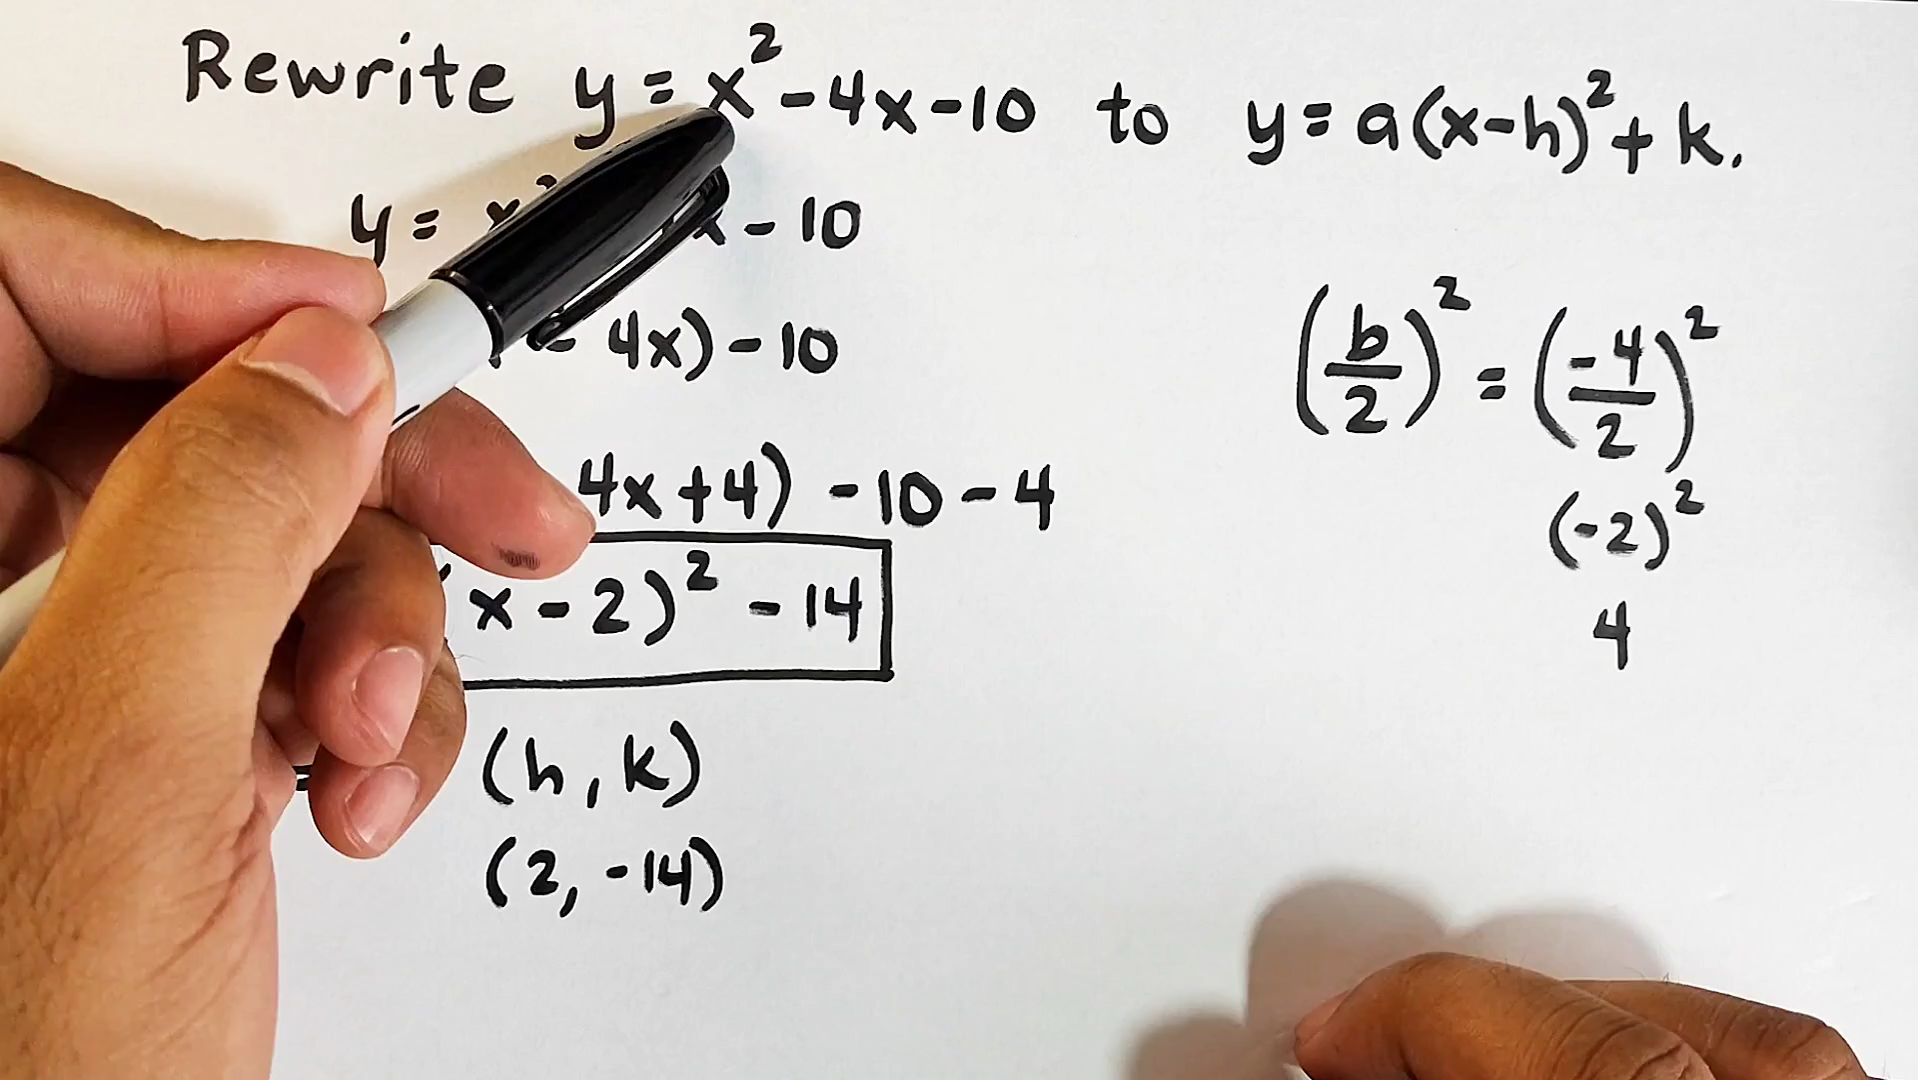 Rewrite y = x² - 4x - 10 to y = a(x-h)² + k.
y = x² x - 10
- 4x) - 10
4x + 4) - 10 - 4
(x - 2)² - 14
= (h, k)
(2, -14)
(b/2)² = (-4/2)²
(-2)²
4